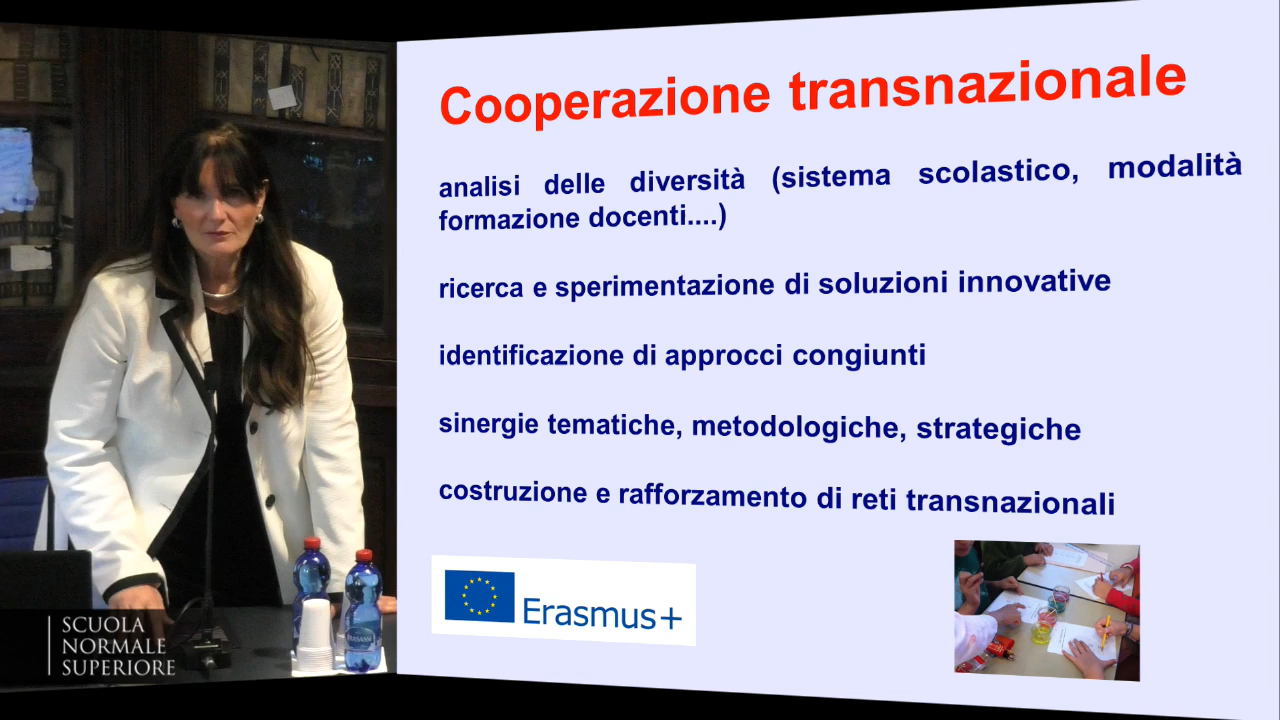 Cooperazione transnazionale
analisi delle diversità (sistema scolastico, modalità
formazione docenti....)
ricerca e sperimentazione di soluzioni innovative
identificazione di approcci congiunti
sinergie tematiche, metodologiche, strategiche
costruzione e rafforzamento di reti transnazionali
Erasmus+
SCUOLA
NORMALE
SUPERIORE